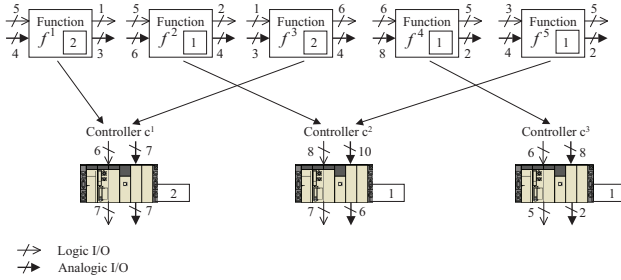 5 1 5 2 1 6 6 5 3 5
Function Function Function Function Function
f¹ 2 f² 1 f³ 2 f⁴ 1 f⁵ 1
4 3 6 4 4 3 8 2 4 2
Controller c¹ Controller c² Controller c³
6 7 8 10 6 8
2 1 1
7 7 7 6 5 2
Logic I/O
Analogic I/O